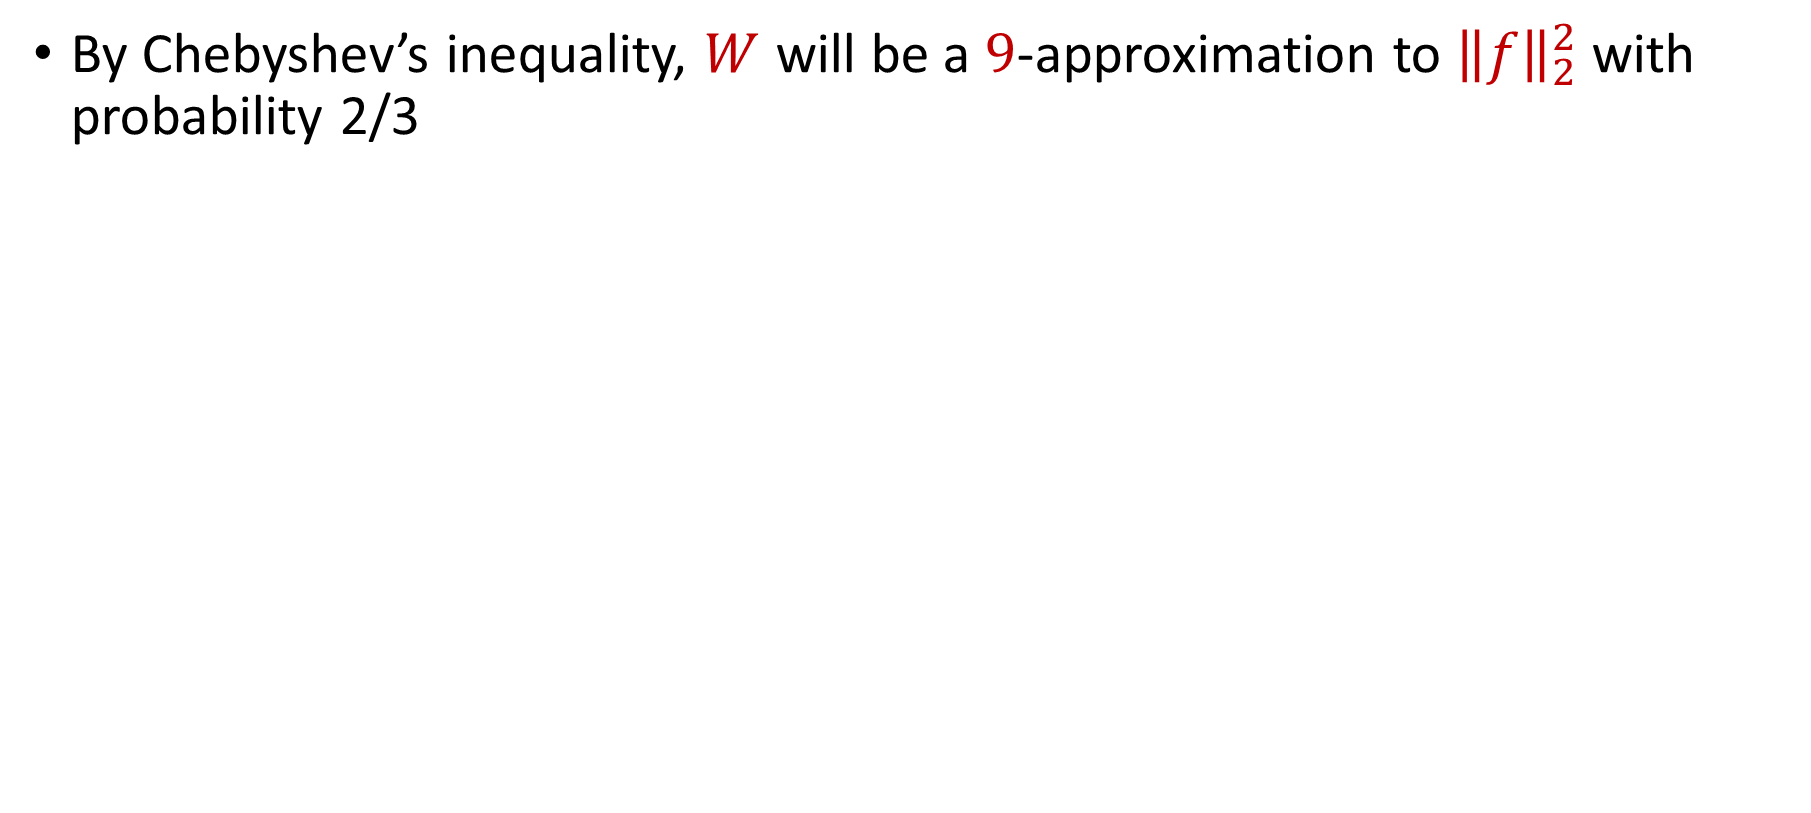 • By Chebyshev’s inequality, W will be a 9-approximation to ‖f‖₂² with
probability 2/3